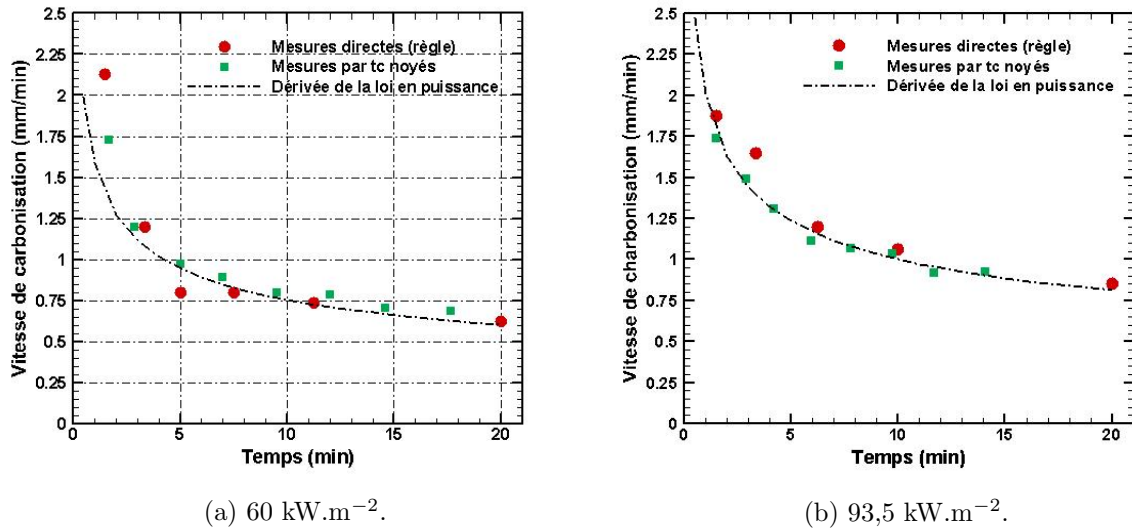 2.5
2.25
2
1.75
1.5
1.25
1
0.75
0.5
0.25
0
0 5 10 15 20
Vitesse de carbonisation (mm/min)
Temps (min)
Mesures directes (règle)
Mesures par tc noyés
Dérivée de la loi en puissance
(a) 60 kW.m−2.
2.5
2.25
2
1.75
1.5
1.25
1
0.75
0.5
0.25
0
0 5 10 15 20
Vitesse de charbonisation (mm/min)
Temps (min)
Mesures directes (règle)
Mesures par tc noyés
Dérivée de la loi en puissance
(b) 93,5 kW.m−2.